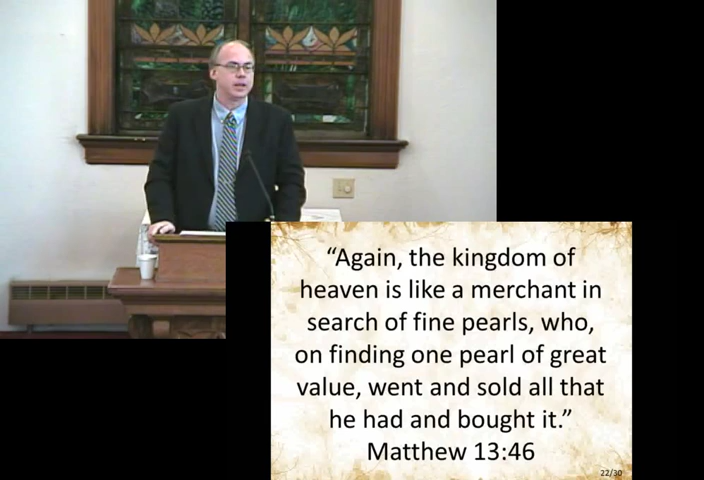 “Again, the kingdom of
heaven is like a merchant in
search of fine pearls, who,
on finding one pearl of great
value, went and sold all that
he had and bought it.”
Matthew 13:46
22/30